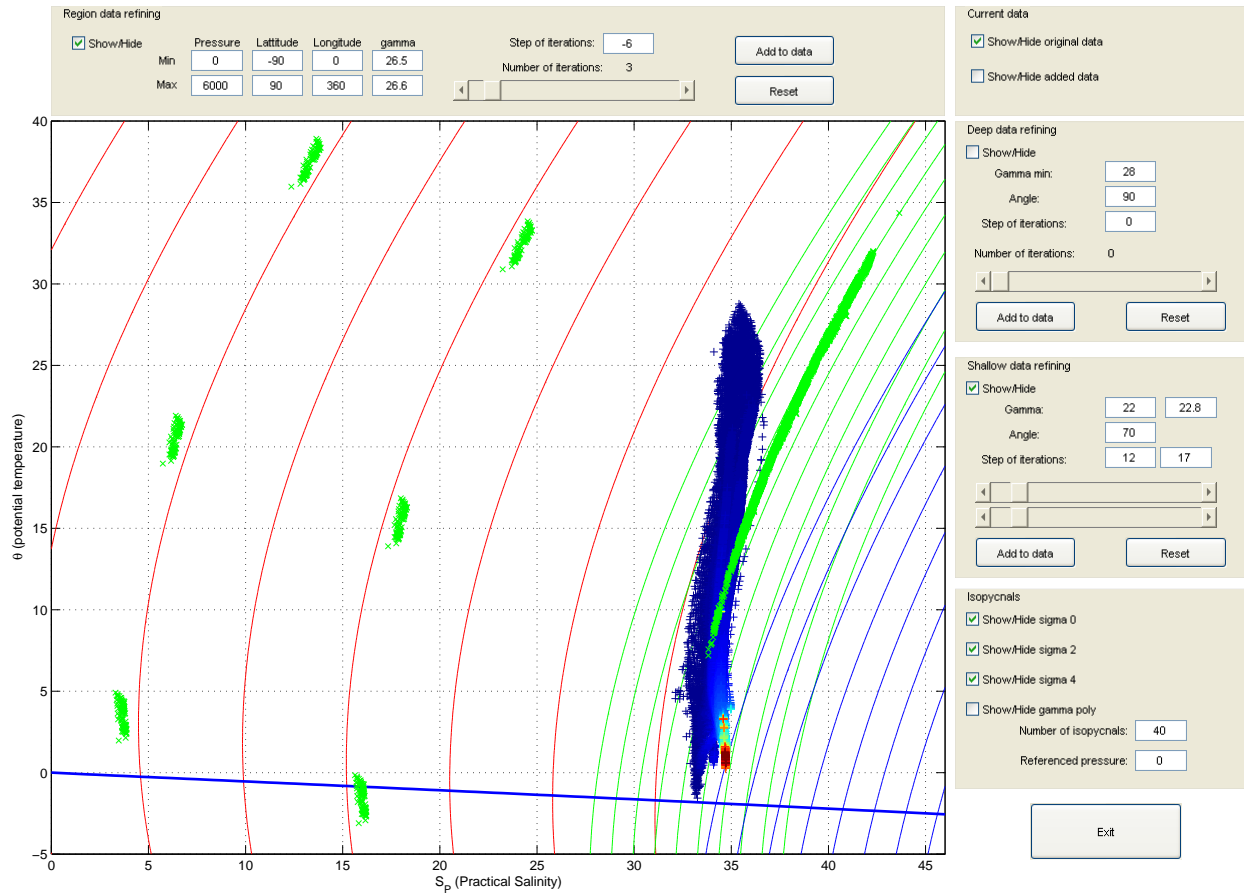 Region data refining
Show/Hide
Pressure Lattitude Longitude gamma
Min 0 -90 0 26.5
Max 6000 90 360 26.6
Step of iterations: -6
Number of iterations: 3
Add to data
Reset
Current data
Show/Hide original data
Show/Hide added data
Deep data refining
Show/Hide
Gamma min: 28
Angle: 90
Step of iterations: 0
Number of iterations: 0
Add to data Reset
Shallow data refining
Show/Hide
Gamma: 22 22.8
Angle: 70
Step of iterations: 12 17
Add to data Reset
Isopycnals
Show/Hide sigma 0
Show/Hide sigma 2
Show/Hide sigma 4
Show/Hide gamma poly
Number of isopycnals: 40
Referenced pressure: 0
Exit
θ (potential temperature)
40
35
30
25
20
15
10
5
0
−5
0 5 10 15 20 25 30 35 40 45
S_P (Practical Salinity)